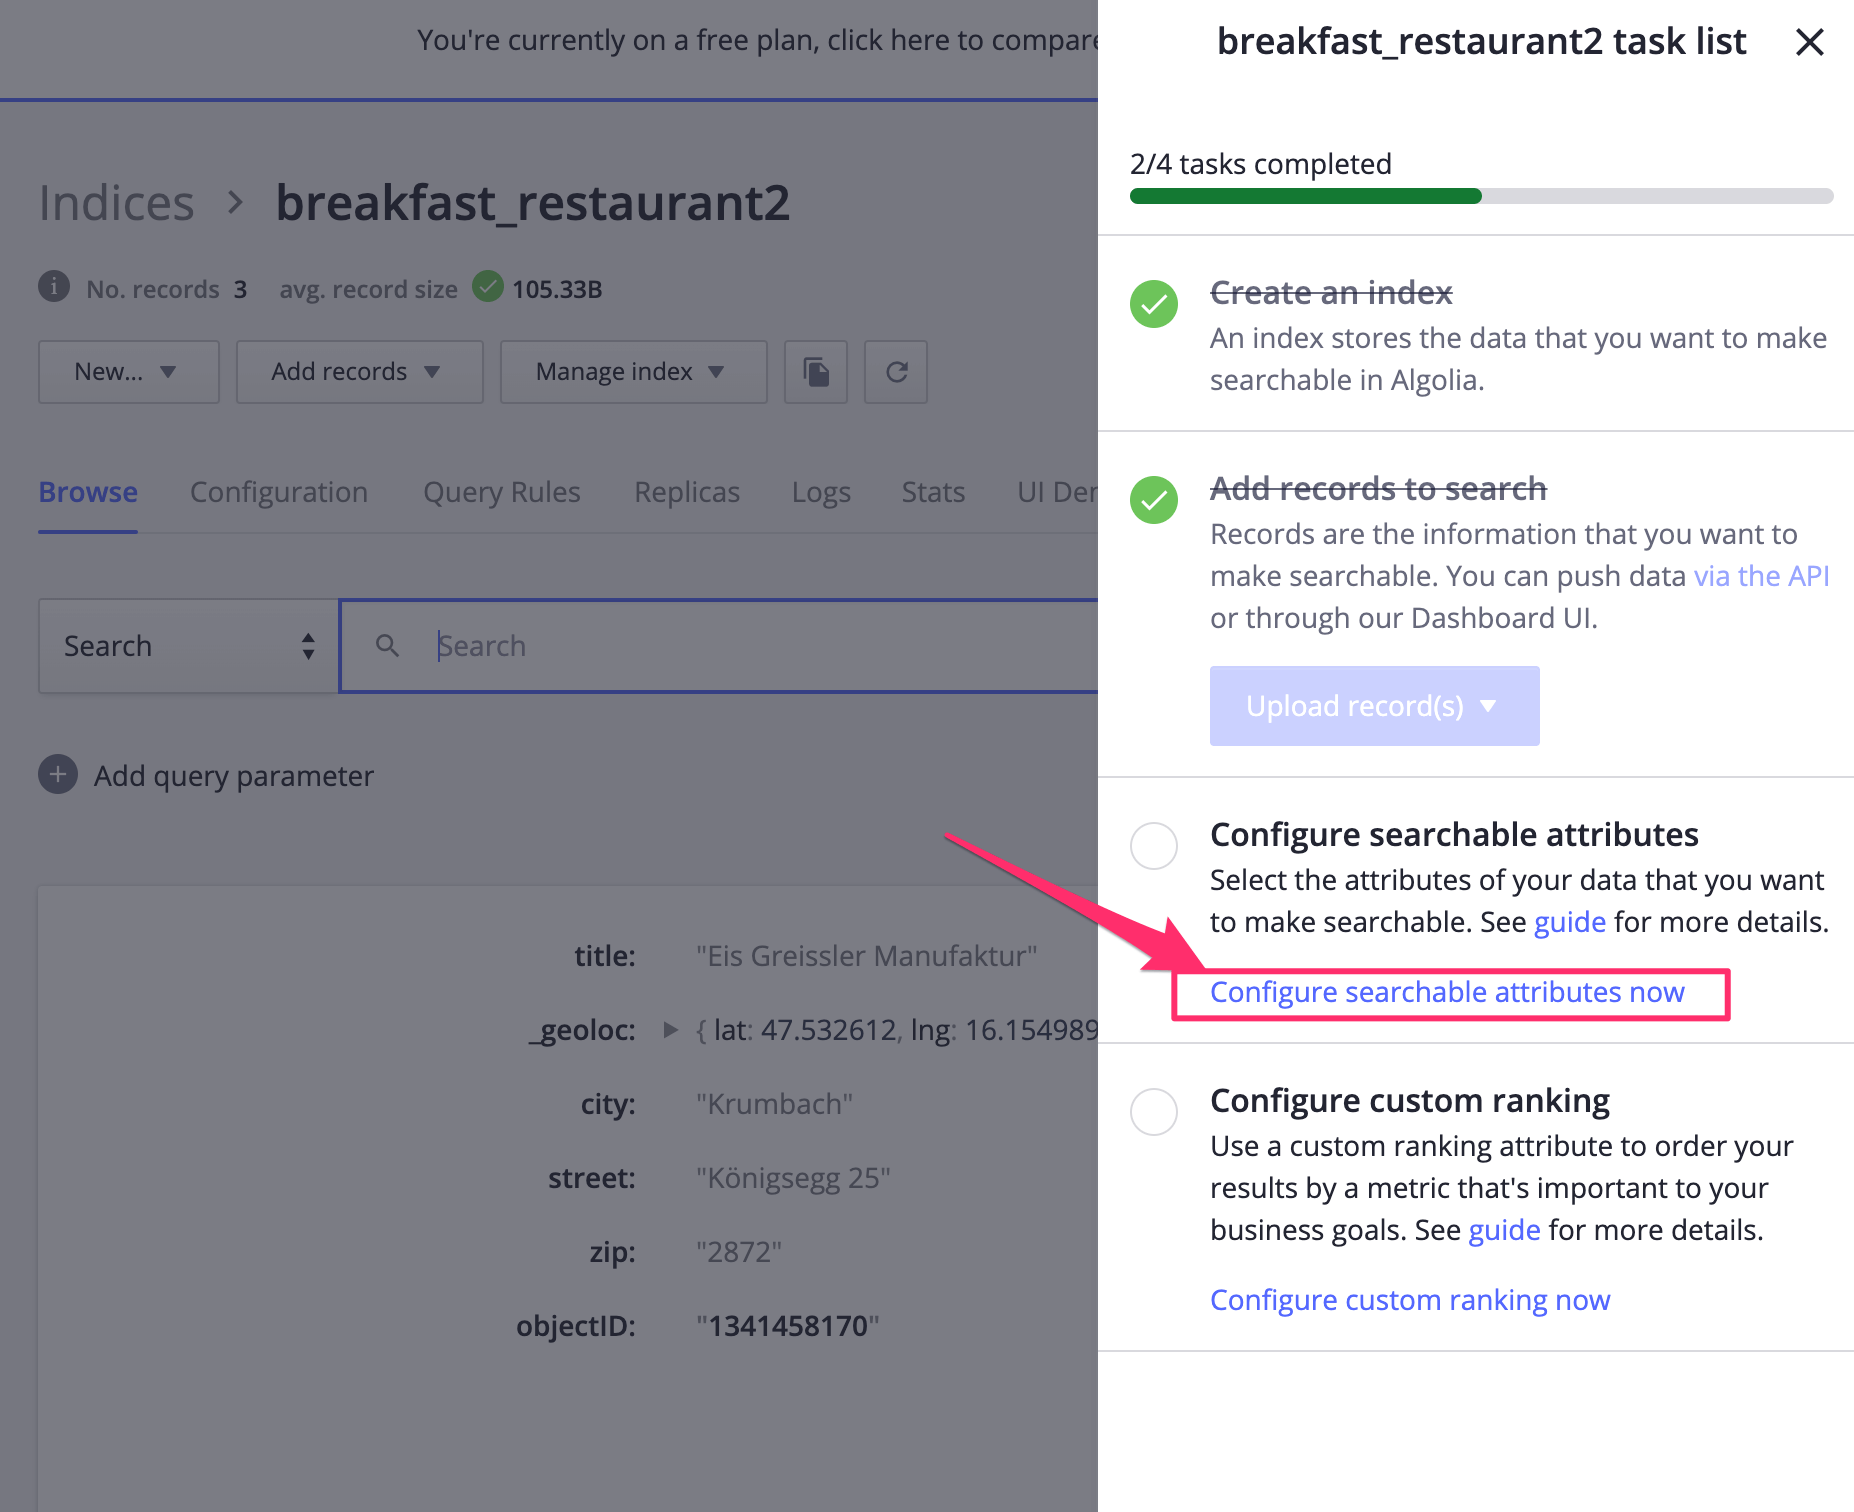 You're currently on a free plan, click here to compare
Indices > breakfast_restaurant2
No. records 3 avg. record size 105.33B
New... Add records Manage index
Browse Configuration Query Rules Replicas Logs Stats UI Der
Search Search
Add query parameter
title: "Eis Greissler Manufaktur"
_geoloc: { lat: 47.532612, lng: 16.154989
city: "Krumbach"
street: "Königsegg 25"
zip: "2872"
objectID: "1341458170"
breakfast_restaurant2 task list
2/4 tasks completed
Create an index
An index stores the data that you want to make
searchable in Algolia.
Add records to search
Records are the information that you want to
make searchable. You can push data via the API
or through our Dashboard UI.
Upload record(s)
Configure searchable attributes
Select the attributes of your data that you want
to make searchable. See guide for more details.
Configure searchable attributes now
Configure custom ranking
Use a custom ranking attribute to order your
results by a metric that's important to your
business goals. See guide for more details.
Configure custom ranking now